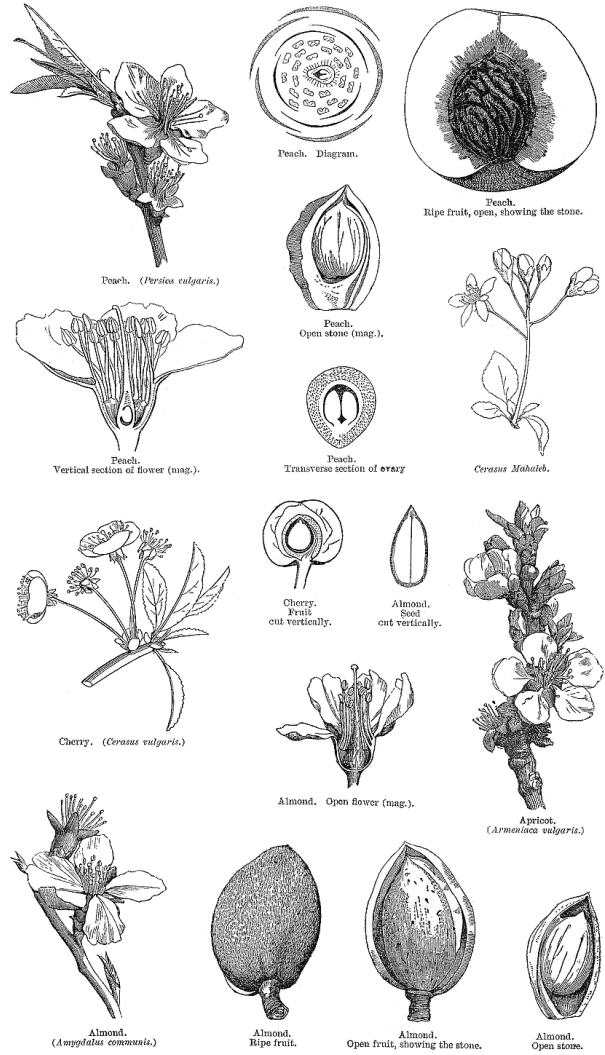 Peach. Diagram.
Peach.
Ripe fruit, open, showing the stone.
Peach. (Persica vulgaris.)
Peach.
Open stone (mag.).
Peach.
Vertical section of flower (mag.).
Peach.
Transverse section of ovary
Cerasus Mahaleb.
Cherry.
Fruit
cut vertically.
Almond.
Seed
cut vertically.
Cherry. (Cerasus vulgaris.)
Almond. Open flower (mag.).
Apricot.
(Armeniaca vulgaris.)
Almond.
(Amygdalus communis.)
Almond.
Ripe fruit.
Almond.
Open fruit, showing the stone.
Almond.
Open stone.